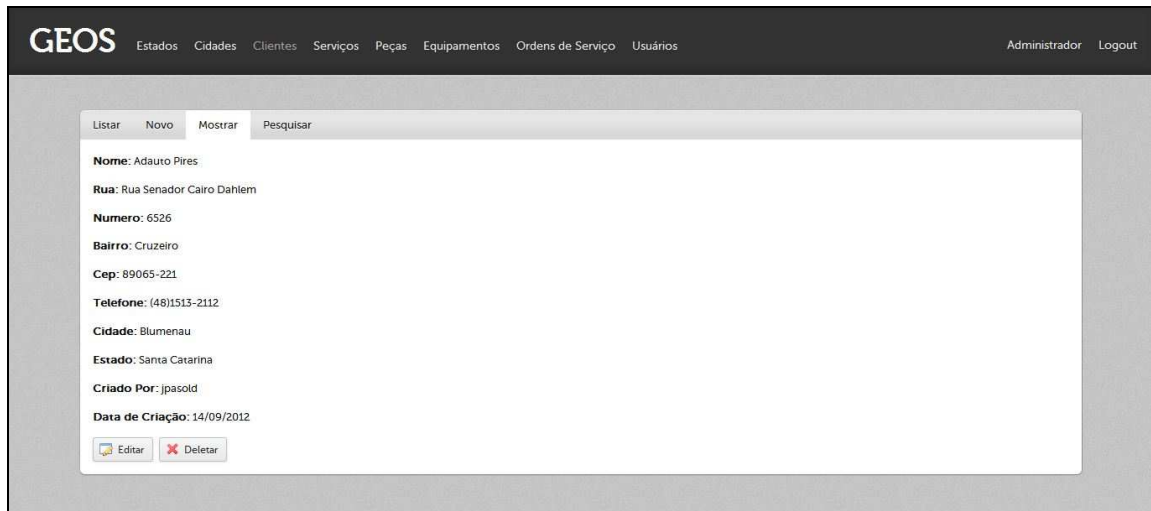 GEOS Estados Cidades Clientes Serviços Peças Equipamentos Ordens de Serviço Usuários Administrador Logout
Listar Novo Mostrar Pesquisar
Nome: Adauto Pires
Rua: Rua Senador Cairo Dahlem
Numero: 6526
Bairro: Cruzeiro
Cep: 89065-221
Telefone: (48)1513-2112
Cidade: Blumenau
Estado: Santa Catarina
Criado Por: jpasold
Data de Criação: 14/09/2012
Editar Deletar